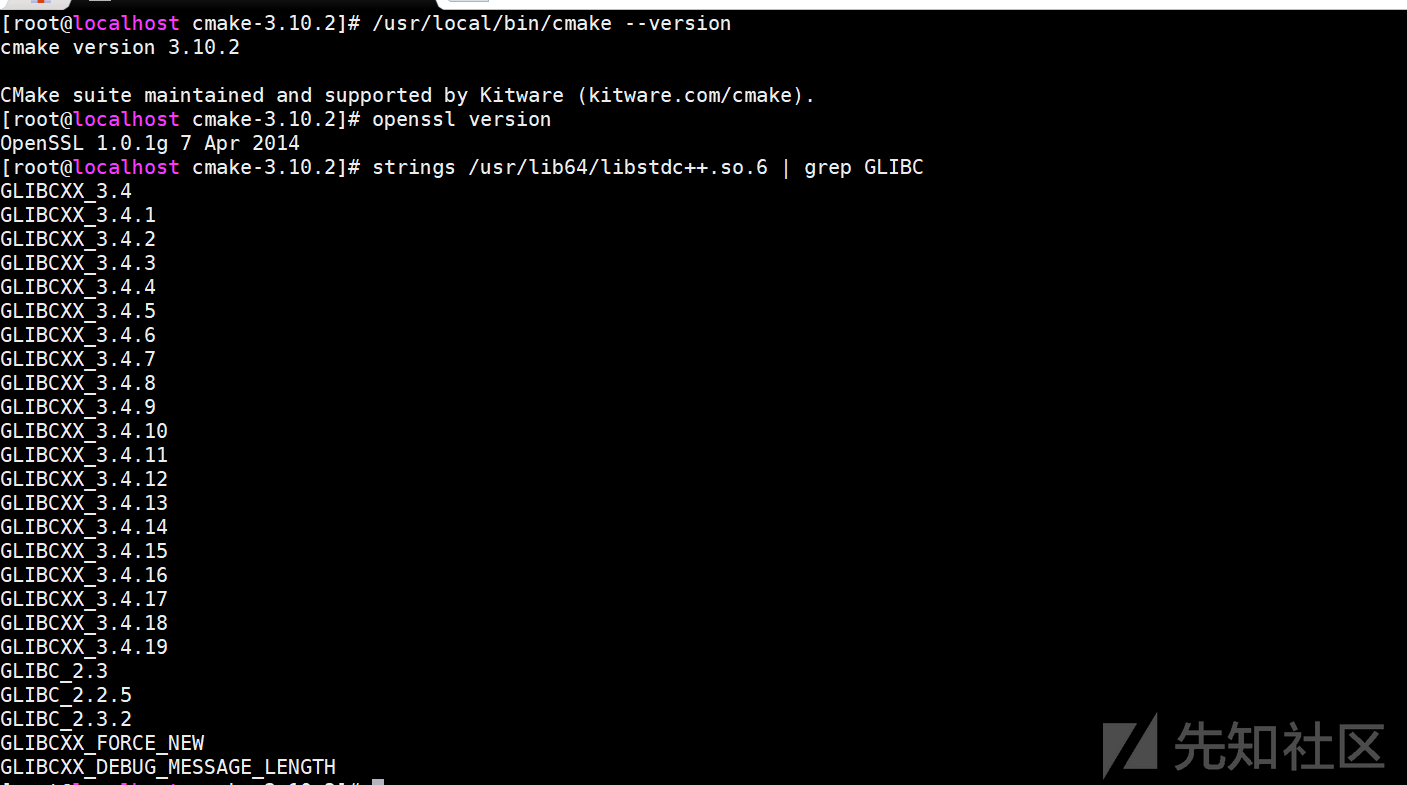 [root@localhost cmake-3.10.2]# /usr/local/bin/cmake --version
cmake version 3.10.2
CMake suite maintained and supported by Kitware (kitware.com/cmake).
[root@localhost cmake-3.10.2]# openssl version
OpenSSL 1.0.1g 7 Apr 2014
[root@localhost cmake-3.10.2]# strings /usr/lib64/libstdc++.so.6 | grep GLIBC
GLIBCXX_3.4
GLIBCXX_3.4.1
GLIBCXX_3.4.2
GLIBCXX_3.4.3
GLIBCXX_3.4.4
GLIBCXX_3.4.5
GLIBCXX_3.4.6
GLIBCXX_3.4.7
GLIBCXX_3.4.8
GLIBCXX_3.4.9
GLIBCXX_3.4.10
GLIBCXX_3.4.11
GLIBCXX_3.4.12
GLIBCXX_3.4.13
GLIBCXX_3.4.14
GLIBCXX_3.4.15
GLIBCXX_3.4.16
GLIBCXX_3.4.17
GLIBCXX_3.4.18
GLIBCXX_3.4.19
GLIBC_2.3
GLIBC_2.2.5
GLIBC_2.3.2
GLIBCXX_FORCE_NEW
GLIBCXX_DEBUG_MESSAGE_LENGTH
先知社区